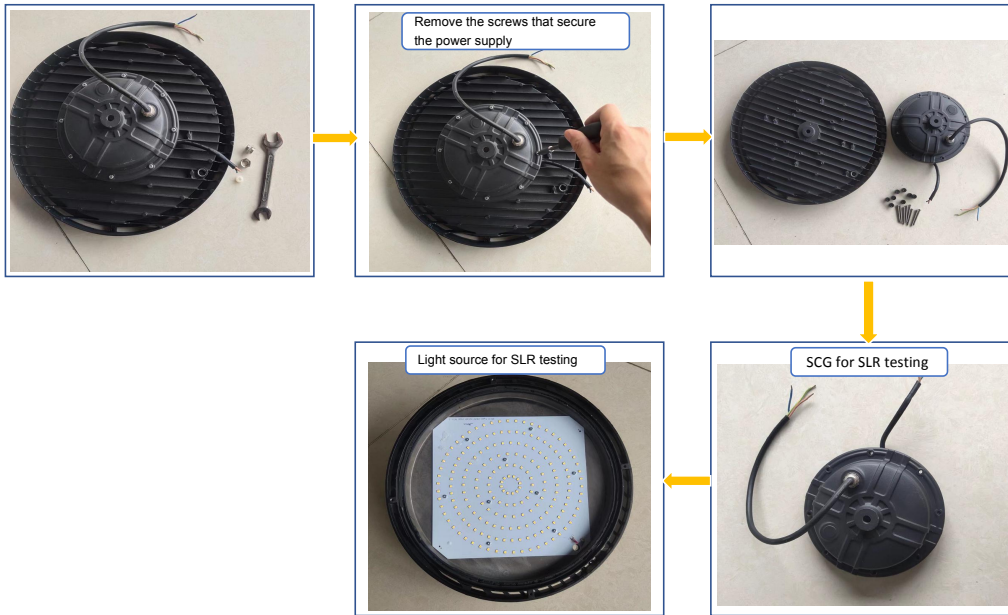 Remove the screws that secure
the power supply
Light source for SLR testing
SCG for SLR testing